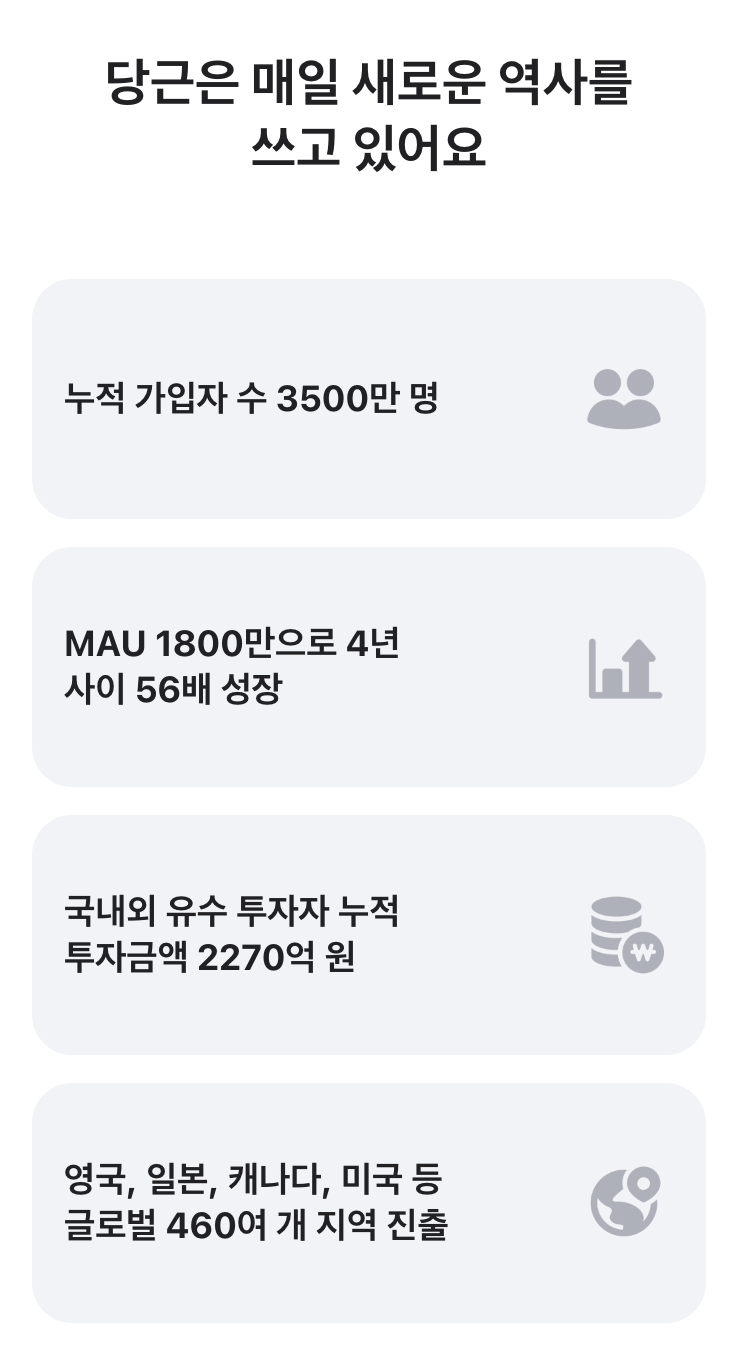 당근은 매일 새로운 역사를
쓰고 있어요
누적 가입자 수 3500만 명
MAU 1800만으로 4년
사이 56배 성장
국내외 유수 투자자 누적
투자금액 2270억 원
₩
영국, 일본, 캐나다, 미국 등
글로벌 460여 개 지역 진출